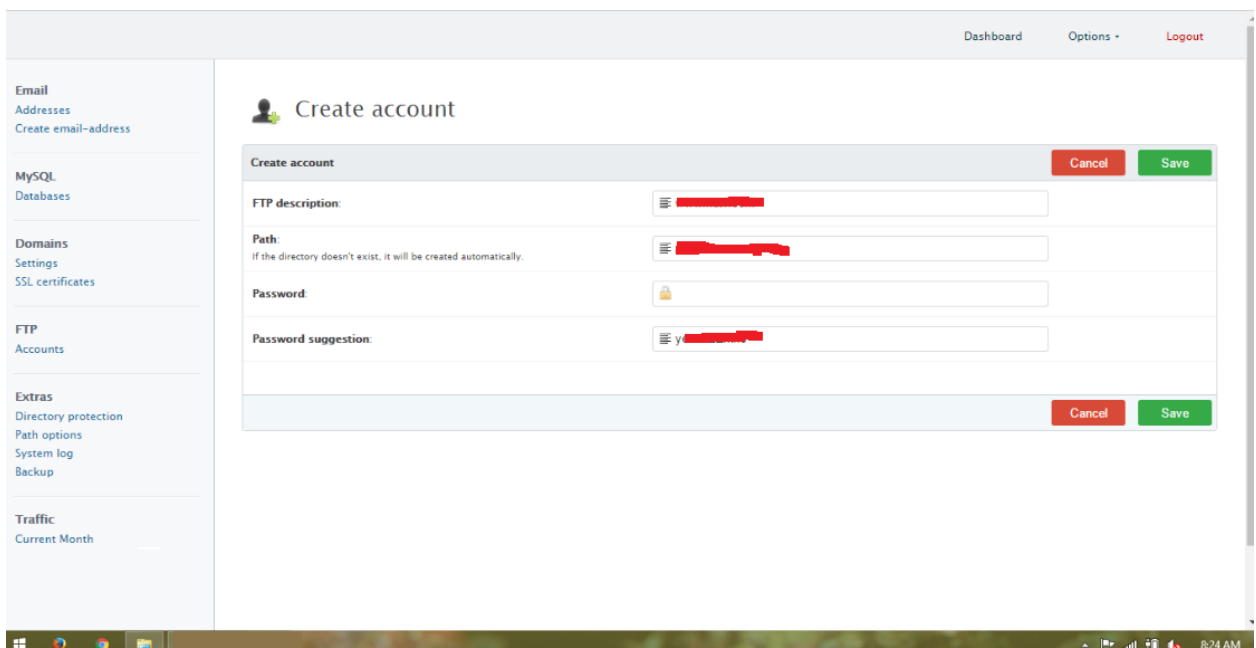 Dashboard Options Logout
Email
Addresses
Create email-address
MySQL
Databases
Domains
Settings
SSL certificates
FTP
Accounts
Extras
Directory protection
Path options
System log
Backup
Traffic
Current Month
Create account
Create account Cancel Save
FTP description:
Path:
If the directory doesn't exist, it will be created automatically.
Password:
Password suggestion:
Cancel Save
8:24 AM